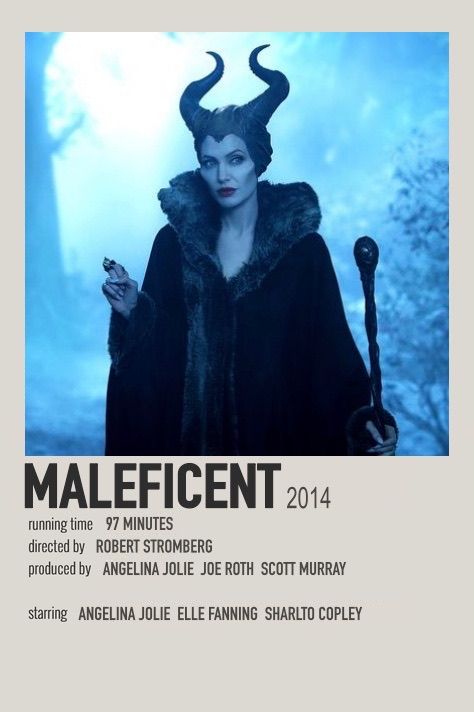 MALEFICENT 2014
running time 97 MINUTES
directed by ROBERT STROMBERG
produced by ANGELINA JOLIE JOE ROTH SCOTT MURRAY
starring ANGELINA JOLIE ELLE FANNING SHARLTO COPLEY